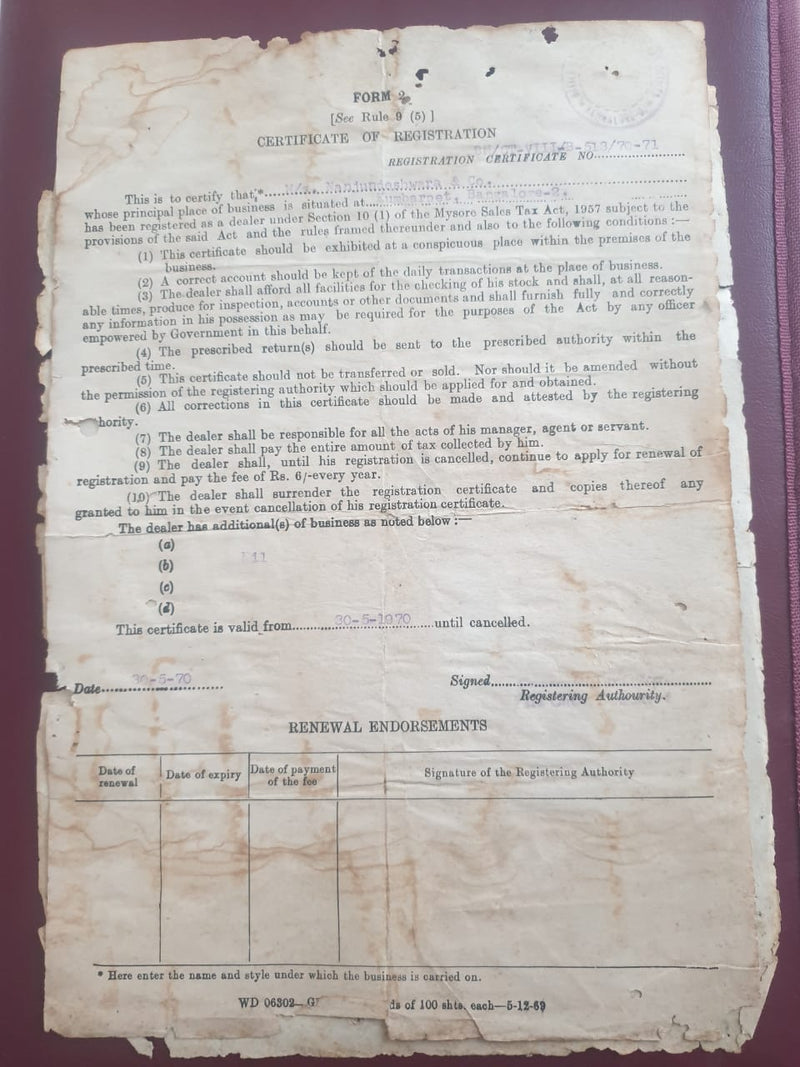 FORM 2
[See Rule 9 (5) ]
CERTIFICATE OF REGISTRATION
REGISTRATION CERTIFICATE NO. -513/70-71
This is to certify that,* M/s. Manjundeshwara & Co.
whose principal place of business is situated at Bangalore-2.
has been registered as a dealer under Section 10 (1) of the Mysore Sales Tax Act, 1957 subject to the
provisions of the said Act and the rules framed thereunder and also to the following conditions :—
(1) This certificate should be exhibited at a conspicuous place within the premises of the
business.
(2) A correct account should be kept of the daily transactions at the place of business.
(3) The dealer shall afford all facilities for the checking of his stock and shall, at all reason-
able times, produce for inspection, accounts or other documents and shall furnish fully and correctly
any information in his possession as may be required for the purposes of the Act by any officer
empowered by Government in this behalf.
(4) The prescribed return(s) should be sent to the prescribed authority within the
prescribed time.
(5) This certificate should not be transferred or sold. Nor should it be amended without
the permission of the registering authority which should be applied for and obtained.
(6) All corrections in this certificate should be made and attested by the registering
hority.
(7) The dealer shall be responsible for all the acts of his manager, agent or servant.
(8) The dealer shall pay the entire amount of tax collected by him.
(9) The dealer shall, until his registration is cancelled, continue to apply for renewal of
registration and pay the fee of Rs. 6/-every year.
(10) The dealer shall surrender the registration certificate and copies thereof any
granted to him in the event cancellation of his registration certificate.
The dealer has additional(s) of business as noted below :—
(a)
(b)
(c)
(d)
This certificate is valid from 30-5-1970 until cancelled.
Date 30-5-70
Signed
Registering Authourity.
RENEWAL ENDORSEMENTS
Date of renewal Date of expiry Date of payment of the fee Signature of the Registering Authority
* Here enter the name and style under which the business is carried on.
WD 06302— ds of 100 shts. each—5-12-69